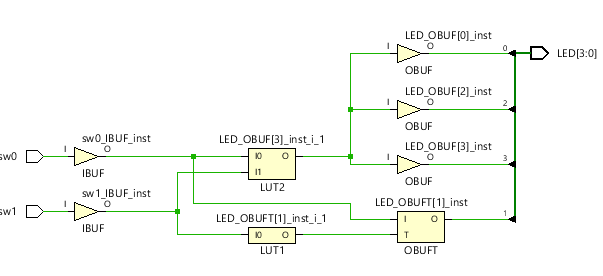 LED_OBUF[0]_inst
I O
OBUF
0
LED[3:0]
LED_OBUF[2]_inst
I O
OBUF
2
LED_OBUF[3]_inst
I O
OBUF
3
sw0_IBUF_inst
sw0
I O
IBUF
LED_OBUF[3]_inst_i_1
I0 O
I1
LUT2
sw1_IBUF_inst
sw1
I O
IBUF
LED_OBUFT[1]_inst_i_1
I0 O
LUT1
LED_OBUFT[1]_inst
I O
T
OBUFT
1